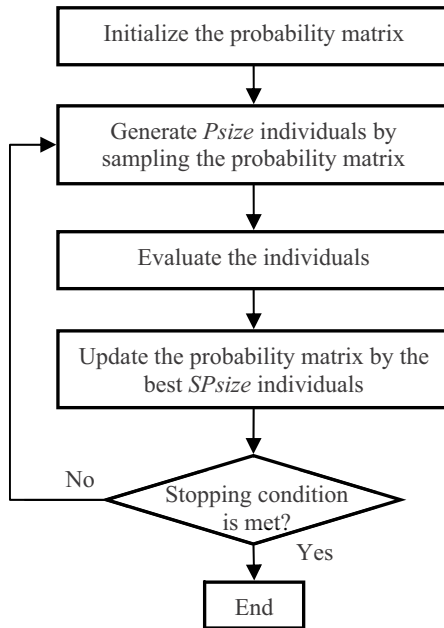 Initialize the probability matrix
Generate Psize individuals by
sampling the probability matrix
Evaluate the individuals
Update the probability matrix by the
best SPsize individuals
No
Stopping condition
is met?
Yes
End